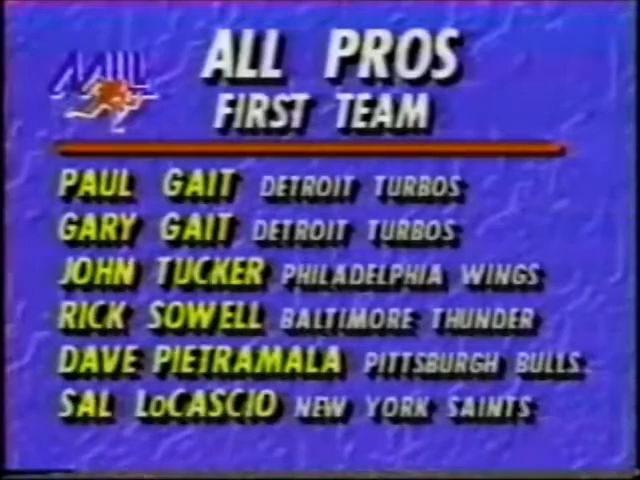 MILL
ALL PROS
FIRST TEAM
PAUL GAIT DETROIT TURBOS
GARY GAIT DETROIT TURBOS
JOHN TUCKER PHILADELPHIA WINGS
RICK SOWELL BALTIMORE THUNDER
DAVE PIETRAMALA PITTSBURGH BULLS
SAL LoCASCIO NEW YORK SAINTS